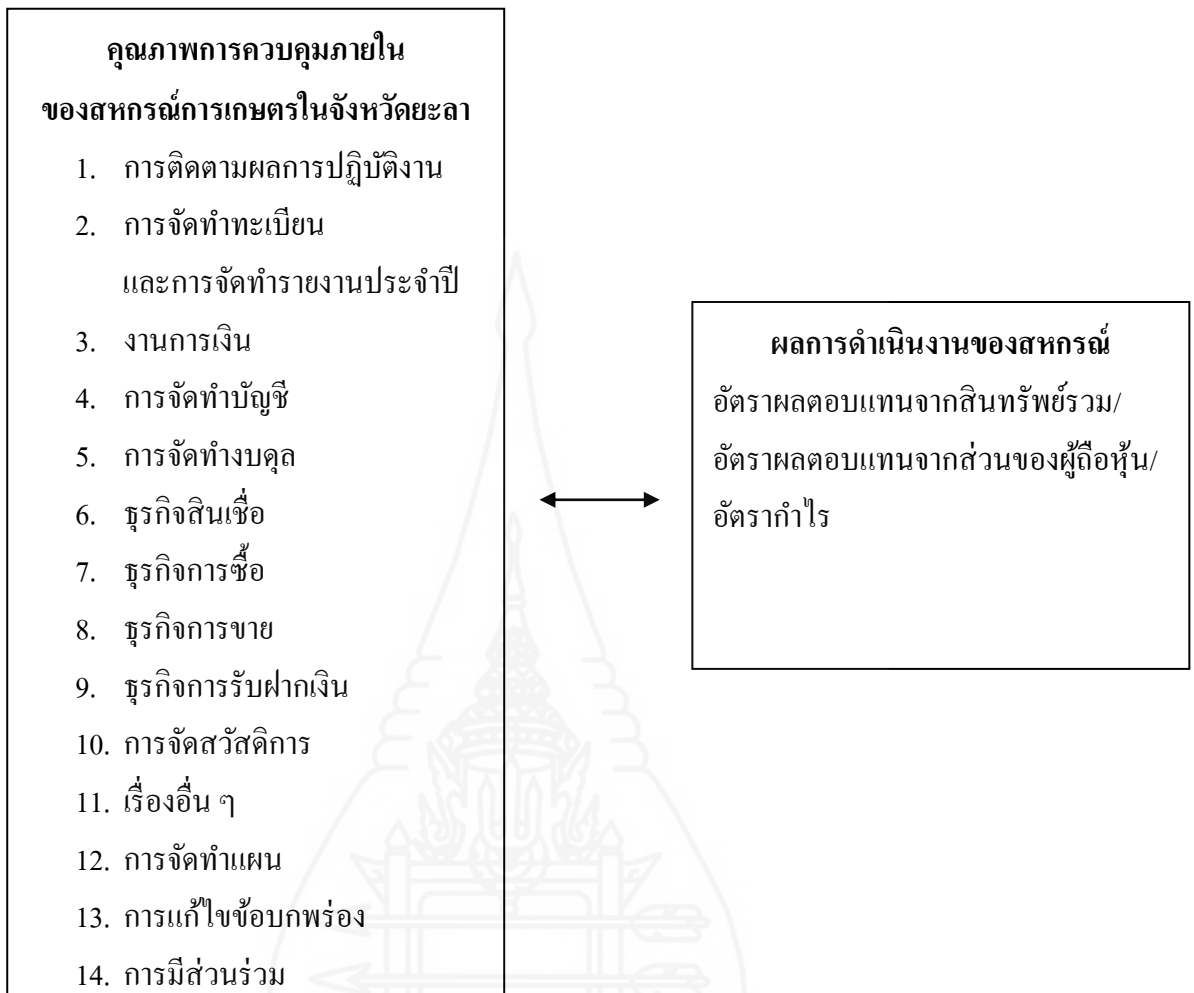 คุณภาพการควบคุมภายใน
ของสหกรณ์การเกษตรในจังหวัดยะลา
1. การติดตามผลการปฏิบัติงาน
2. การจัดทำทะเบียน
และการจัดทำรายงานประจำปี
3. งานการเงิน
4. การจัดทำบัญชี
5. การจัดทำงบดุล
6. ธุรกิจสินเชื่อ
7. ธุรกิจการซื้อ
8. ธุรกิจการขาย
9. ธุรกิจการรับฝากเงิน
10. การจัดสวัสดิการ
11. เรื่องอื่น ๆ
12. การจัดทำแผน
13. การแก้ไขข้อบกพร่อง
14. การมีส่วนร่วม
ผลการดำเนินงานของสหกรณ์
อัตราผลตอบแทนจากสินทรัพย์รวม/
อัตราผลตอบแทนจากส่วนของผู้ถือหุ้น/
อัตรากำไร